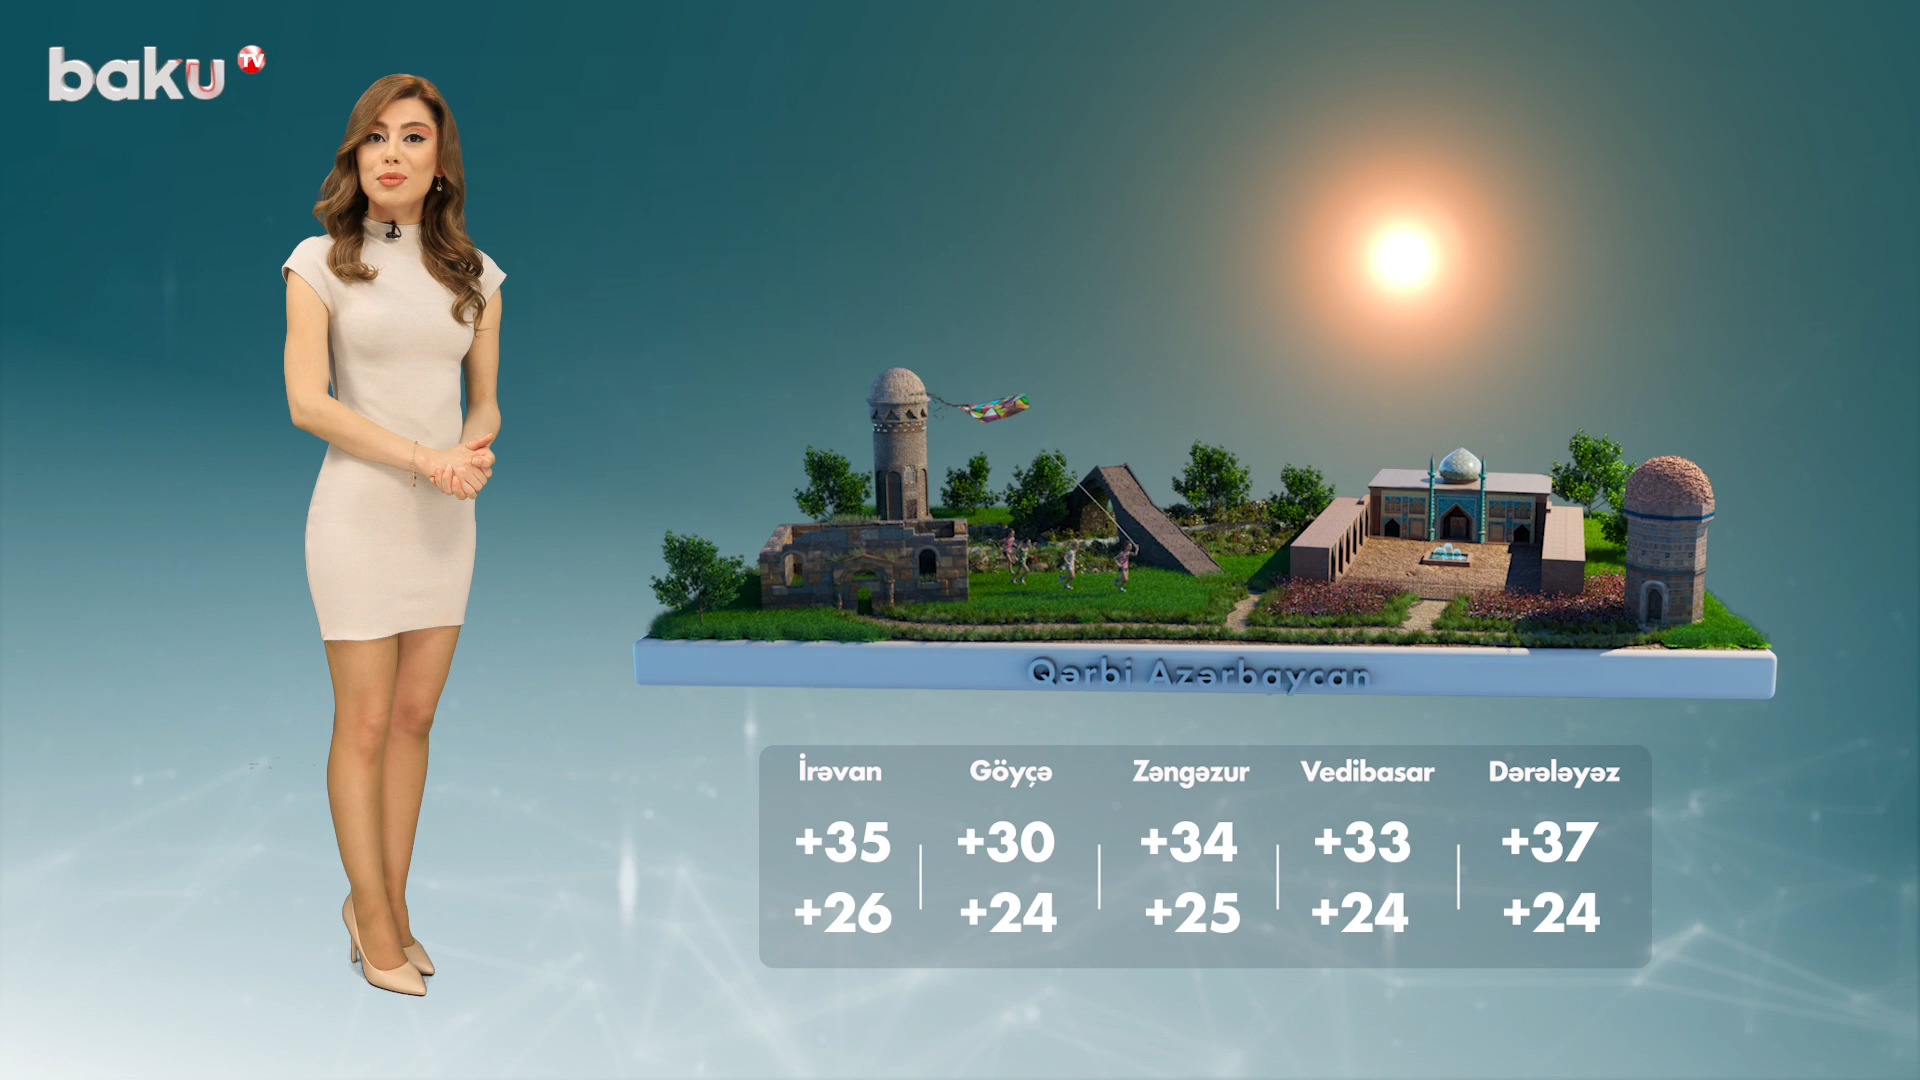 baku TV
Qərbi Azərbaycan
İrəvan Göyçə Zəngəzur Vedibasar Dərələyəz
+35 +30 +34 +33 +37
+26 +24 +25 +24 +24